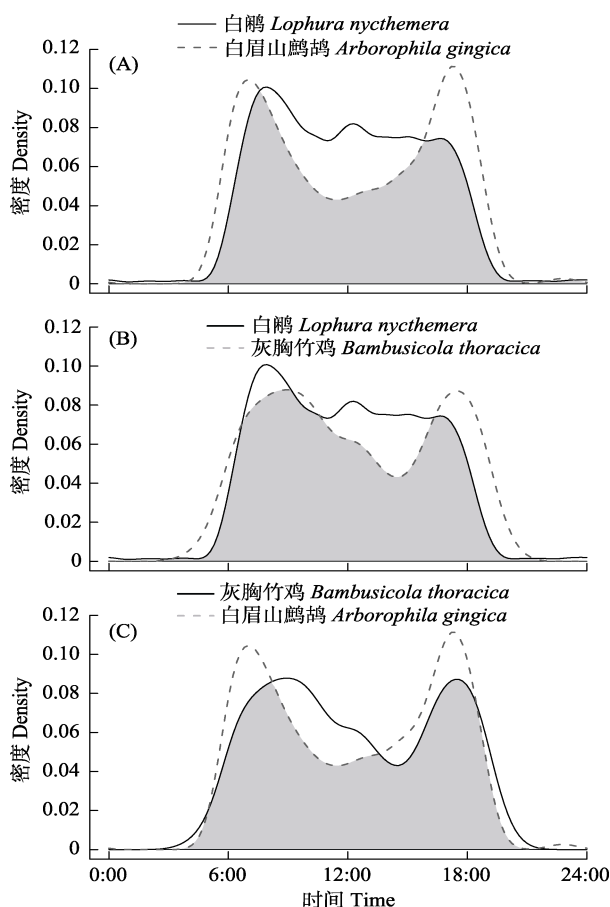 白鹇 Lophura nycthemera
白眉山鹧鸪 Arborophila gingica
(A)
密度 Density
0.12
0.10
0.08
0.06
0.04
0.02
0
白鹇 Lophura nycthemera
灰胸竹鸡 Bambusicola thoracica
(B)
密度 Density
0.12
0.10
0.08
0.06
0.04
0.02
0
灰胸竹鸡 Bambusicola thoracica
白眉山鹧鸪 Arborophila gingica
(C)
密度 Density
0.12
0.10
0.08
0.06
0.04
0.02
0
0:00 6:00 12:00 18:00 24:00
时间 Time